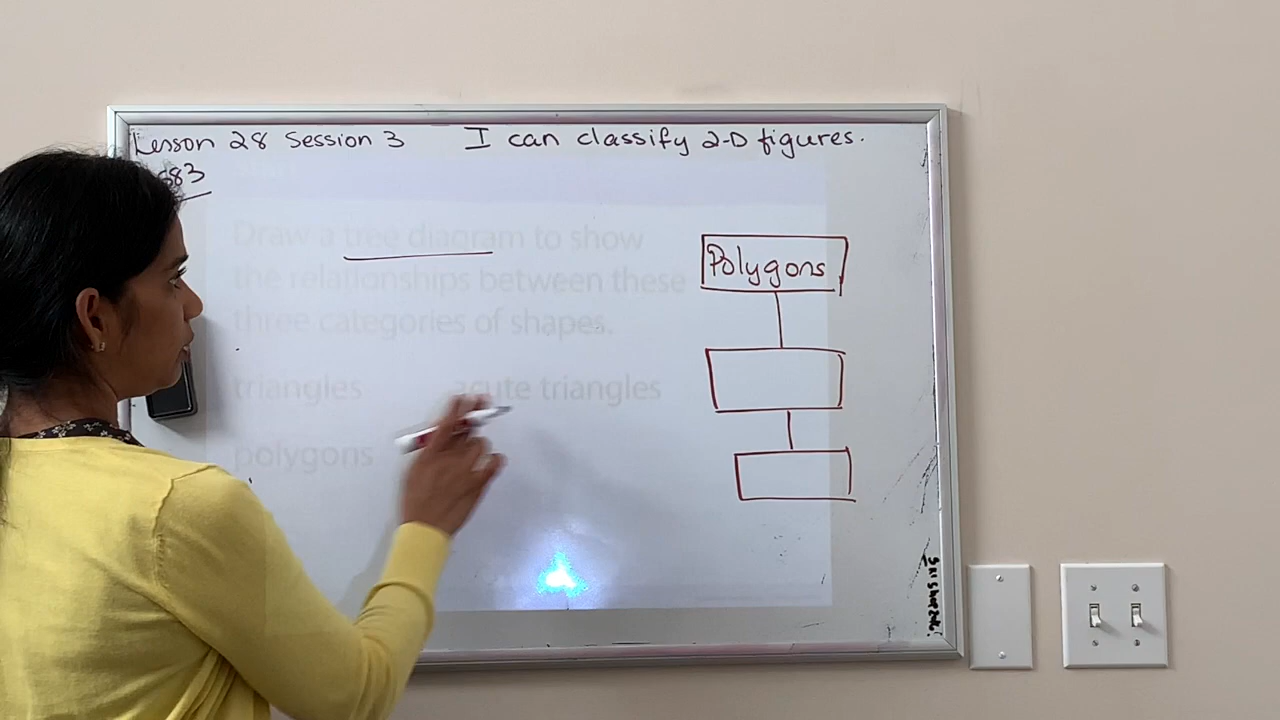 Lesson 28 Session 3 I can classify 2-D figures.
683
Draw a tree diagram to show
the relationships between these
three categories of shapes.
triangles acute triangles
polygons
Polygons